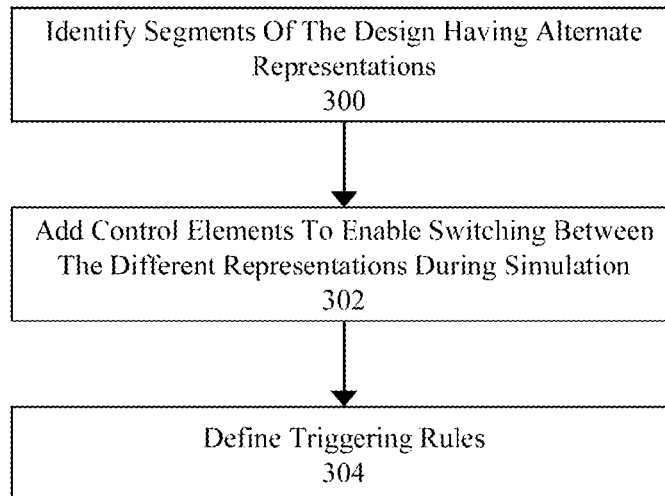 Identify Segments Of The Design Having Alternate
Representations
300
Add Control Elements To Enable Switching Between
The Different Representations During Simulation
302
Define Triggering Rules
304